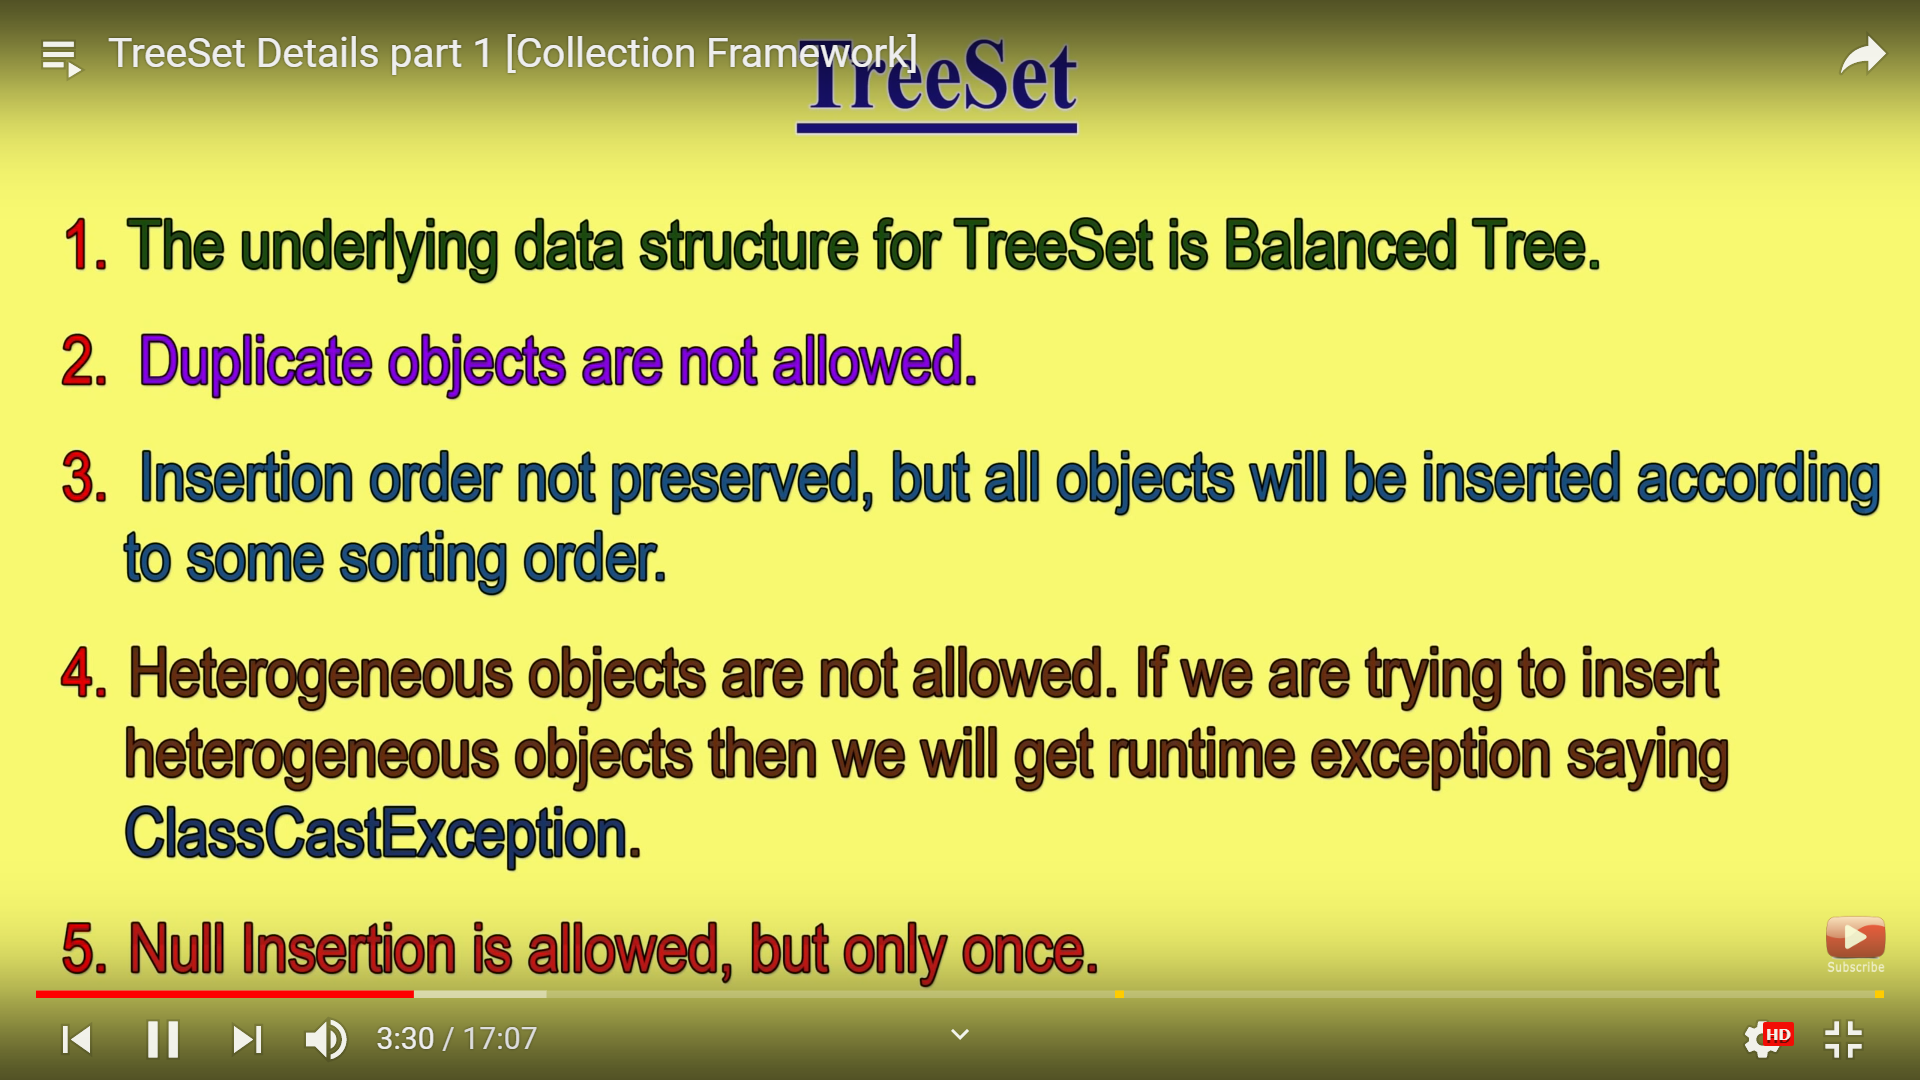 TreeSet Details part 1 [Collection Framework]
TreeSet
1. The underlying data structure for TreeSet is Balanced Tree.
2. Duplicate objects are not allowed.
3. Insertion order not preserved, but all objects will be inserted according
to some sorting order.
4. Heterogeneous objects are not allowed. If we are trying to insert
heterogeneous objects then we will get runtime exception saying
ClassCastException.
5. Null Insertion is allowed, but only once.
Subscribe
3:30 / 17:07
HD